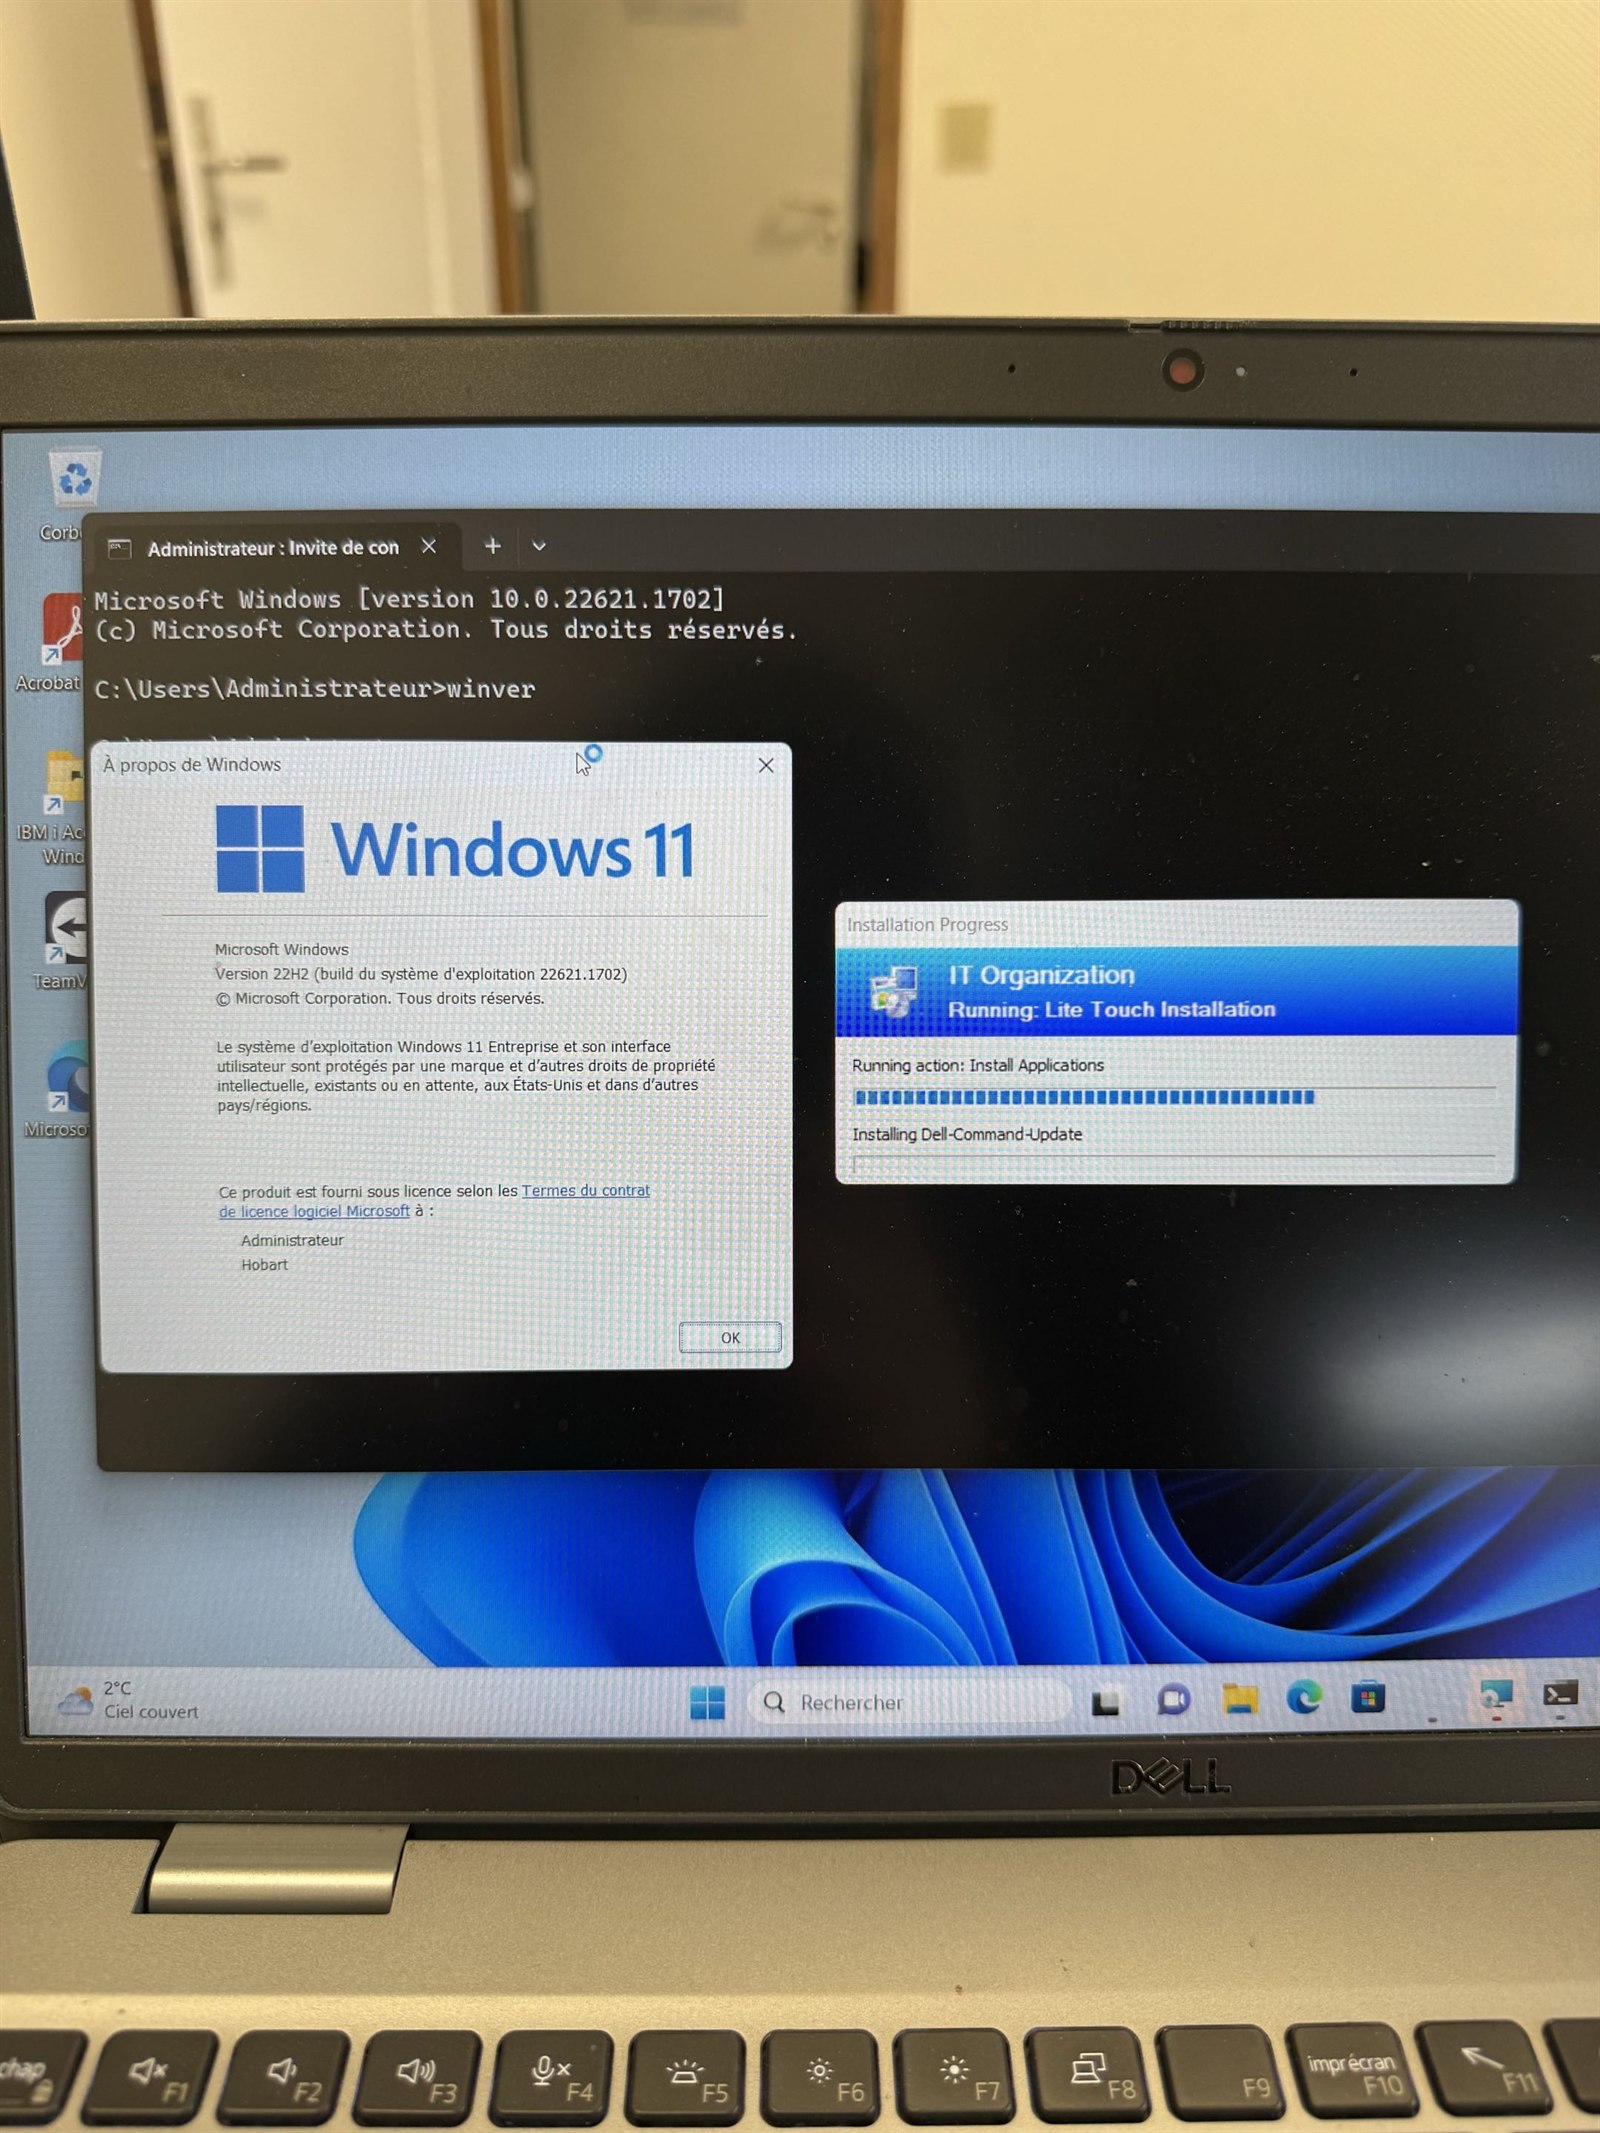 Corb
Administrateur : Invite de con
Microsoft Windows [version 10.0.22621.1702]
(c) Microsoft Corporation. Tous droits réservés.
Acrobat
C:\Users\Administrateur>winver
À propos de Windows
IBM i Ac
Wind
TeamV
Microso
Windows 11
Microsoft Windows
Version 22H2 (build du système d'exploitation 22621.1702)
© Microsoft Corporation. Tous droits réservés.
Le système d'exploitation Windows 11 Entreprise et son interface
utilisateur sont protégés par une marque et d'autres droits de propriété
intellectuelle, existants ou en attente, aux États-Unis et dans d'autres
pays/régions.
Ce produit est fourni sous licence selon les Termes du contrat
de licence logiciel Microsoft à :
Administrateur
Hobart
OK
Installation Progress
IT Organization
Running: Lite Touch Installation
Running action: Install Applications
Installing Dell-Command-Update
2°C
Ciel couvert
Rechercher
DELL
chap
F1
F2
F3
F4
F5
F6
F7
F8
F9
impr écran
F10
F11